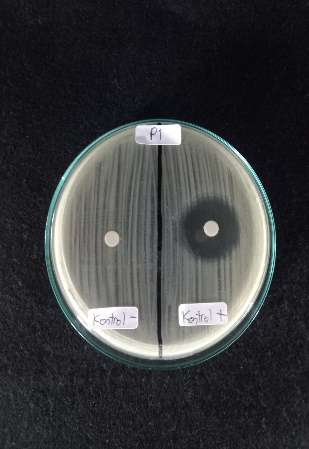 P1
Kontrol -
Kontrol +